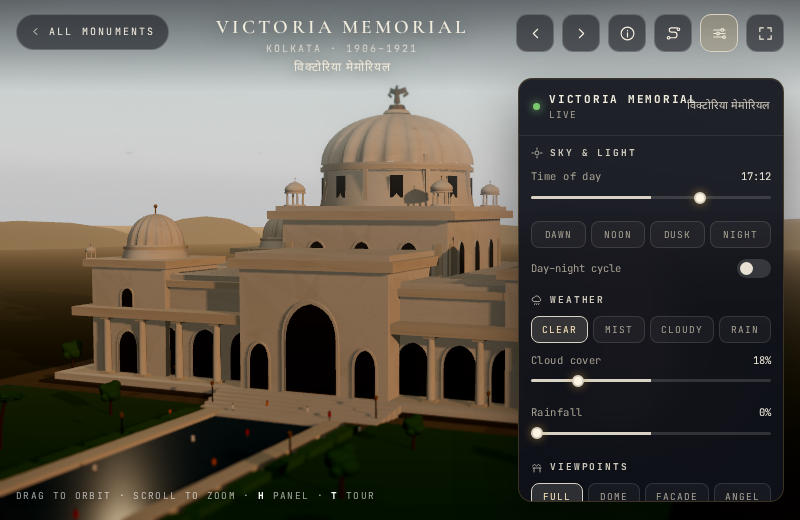 ALL MONUMENTS
VICTORIA MEMORIAL
KOLKATA · 1906–1921
विक्टोरिया मेमोरियल
VICTORIA MEMORIAL
विक्टोरिया मेमोरियल
LIVE
SKY & LIGHT
Time of day 17:12
DAWN NOON DUSK NIGHT
Day-night cycle
WEATHER
CLEAR MIST CLOUDY RAIN
Cloud cover 18%
Rainfall 0%
VIEWPOINTS
FULL DOME FACADE ANGEL
DRAG TO ORBIT · SCROLL TO ZOOM · H PANEL · T TOUR